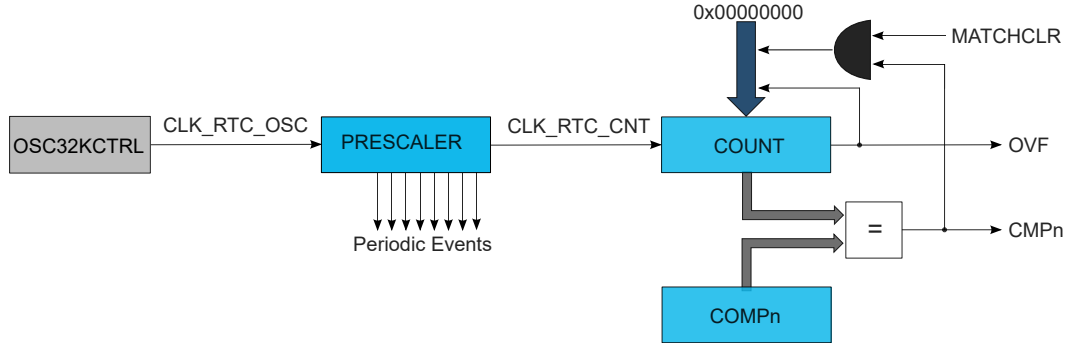 0x00000000
MATCHCLR
OSC32KCTRL
CLK_RTC_OSC
PRESCALER
CLK_RTC_CNT
COUNT
OVF
Periodic Events
=
CMPn
COMPn